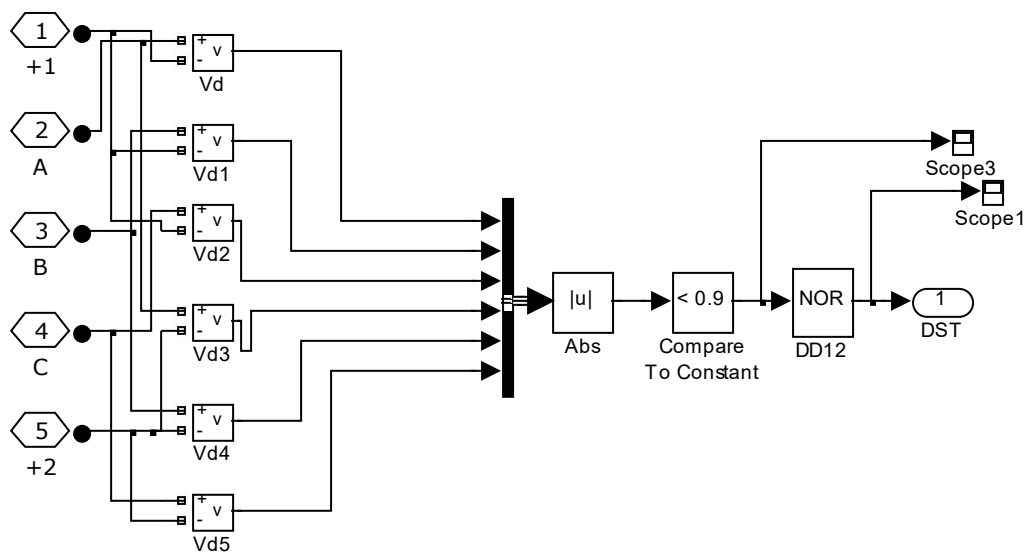 1
+1
2
A
3
B
4
C
5
+2
+
-
v
Vd
+
-
v
Vd1
+
-
v
Vd2
+
-
v
Vd3
+
-
v
Vd4
+
-
v
Vd5
|u|
Abs
< 0.9
Compare
To Constant
NOR
DD12
Scope3
Scope1
1
DST